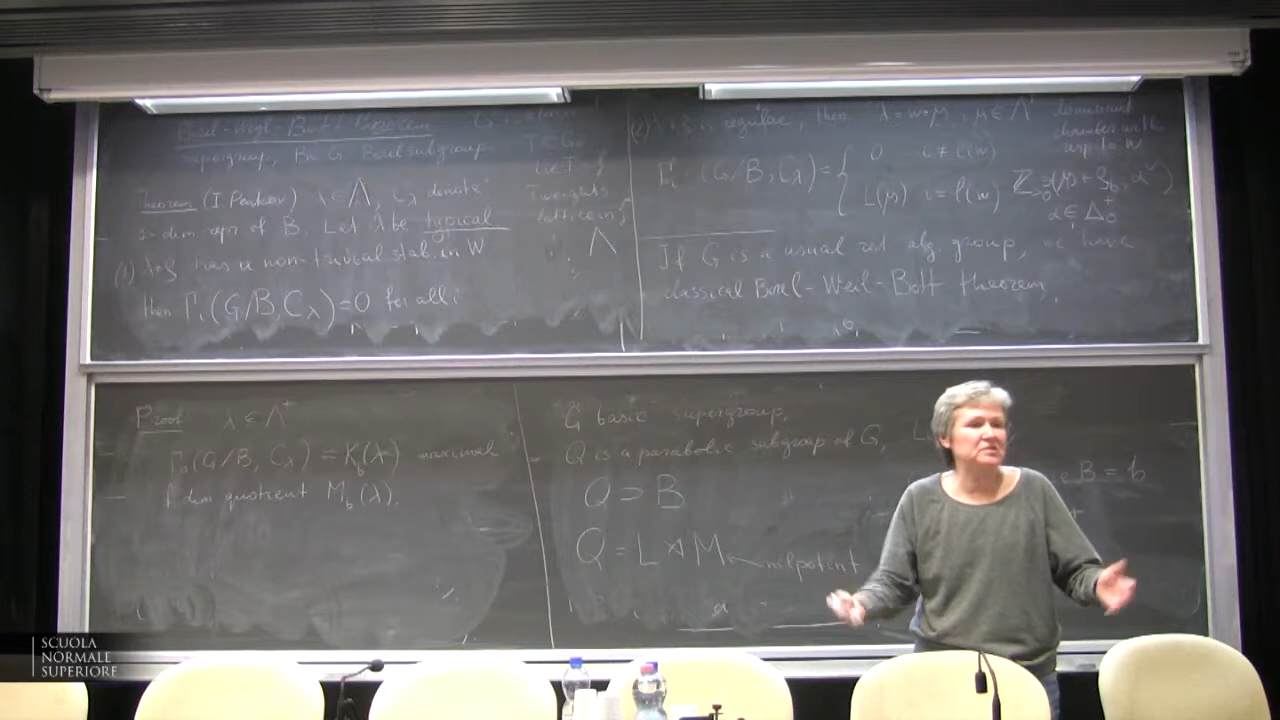 Borel-Weil-Bott Theorem
supergroup, B ⊂ G Borel subgroup
Theorem (I. Penkov) λ ∈ Λ, C_λ denote
1-dim repr of B. Let λ be typical
(1) λ+ρ has a non-trivial stab. in W
then Γ_i(G/B, C_λ) = 0 for all i
weights
lattice
Λ
(2) λ+ρ is regular, then λ = w•μ, μ ∈ Λ⁺
dominant
Γ_i (G/B, C_λ) = { 0 i ≠ l(w)
L(μ) i = l(w)
If G is a usual red alg. group, we have
classical Borel-Weil-Bott theorem.
Proof λ ∈ Λ⁺
Γ_0(G/B, C_λ) = K_b(λ) maximal
f dim quotient M_b(λ).
G basic supergroup,
Q is a parabolic subgroup of G,
Q ⊃ B
Q = L ⋊ M ← nilpotent
B = b
SCUOLA
NORMALE
SUPERIORE